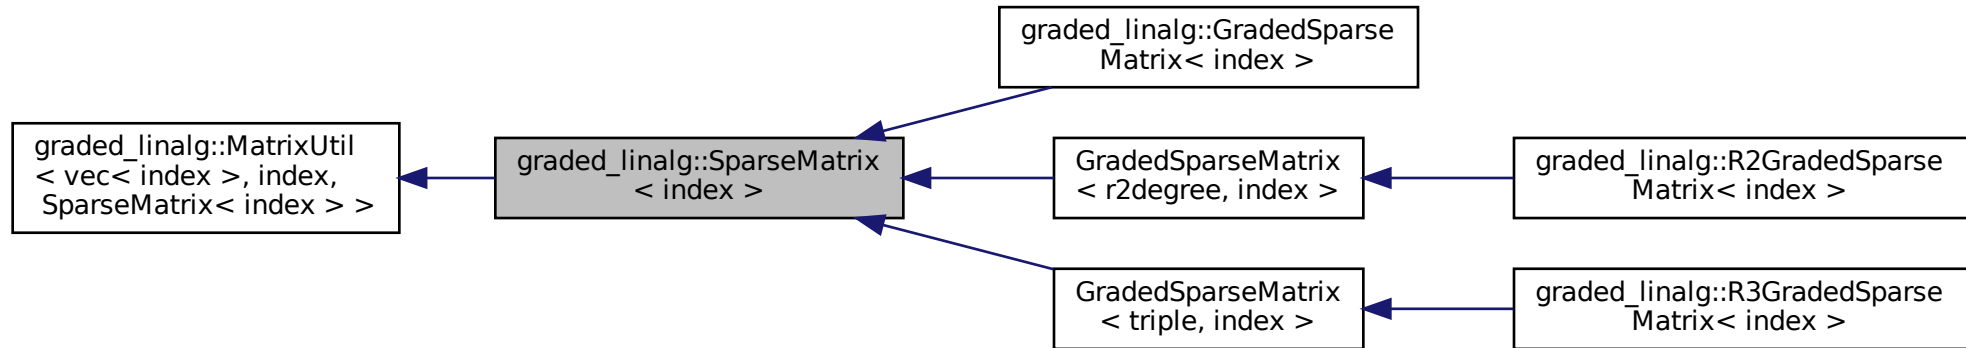 graded_linalg::GradedSparse
Matrix< index >
graded_linalg::MatrixUtil
< vec< index >, index,
SparseMatrix< index > >
graded_linalg::SparseMatrix
< index >
GradedSparseMatrix
< r2degree, index >
graded_linalg::R2GradedSparse
Matrix< index >
GradedSparseMatrix
< triple, index >
graded_linalg::R3GradedSparse
Matrix< index >